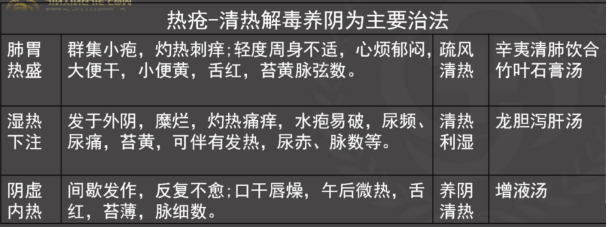 热疮-清热解毒养阴为主要治法
肺胃热盛
群集小疱，灼热刺痒;轻度周身不适，心烦郁闷，
大便干，小便黄，舌红，苔黄脉弦数。
疏风清热
辛夷清肺饮合
竹叶石膏汤
湿热下注
发于外阴，糜烂，灼热痛痒，水疱易破，尿频、
尿痛，苔黄，可伴有发热，尿赤、脉数等。
清热利湿
龙胆泻肝汤
阴虚内热
间歇发作，反复不愈;口干唇燥，午后微热，舌
红，苔薄，脉细数。
养阴清热
增液汤